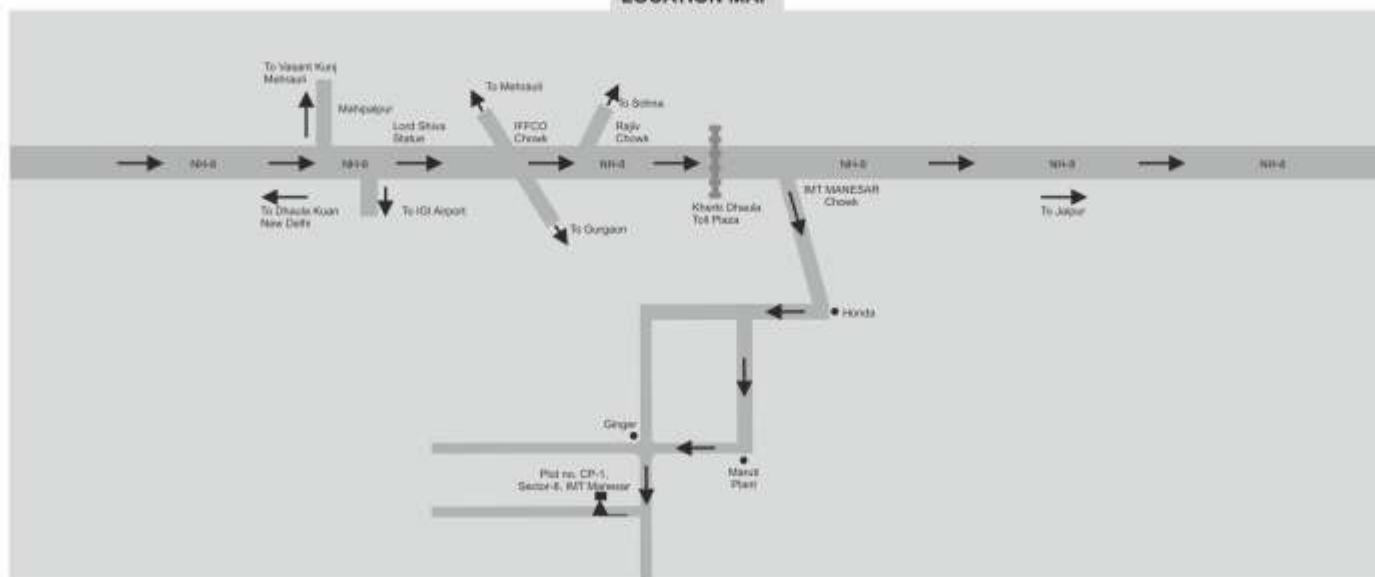 LOCATION MAP
To Vasant Kunj
Mehrauli
Mahipalpur
To Mehrauli
To Sohna
Lord Shiva
Statue
IFFCO
Chowk
Rajiv
Chowk
NH-8
NH-8
NH-8
NH-8
NH-8
NH-8
To Dhaula Kuan
New Delhi
To IGI Airport
To Gurgaon
Kherki Dhaula
Toll Plaza
IMT MANESAR
Chowk
To Jaipur
Honda
Ginger
Maruti
Plant
Plot no. CP-1,
Sector-8, IMT Manesar